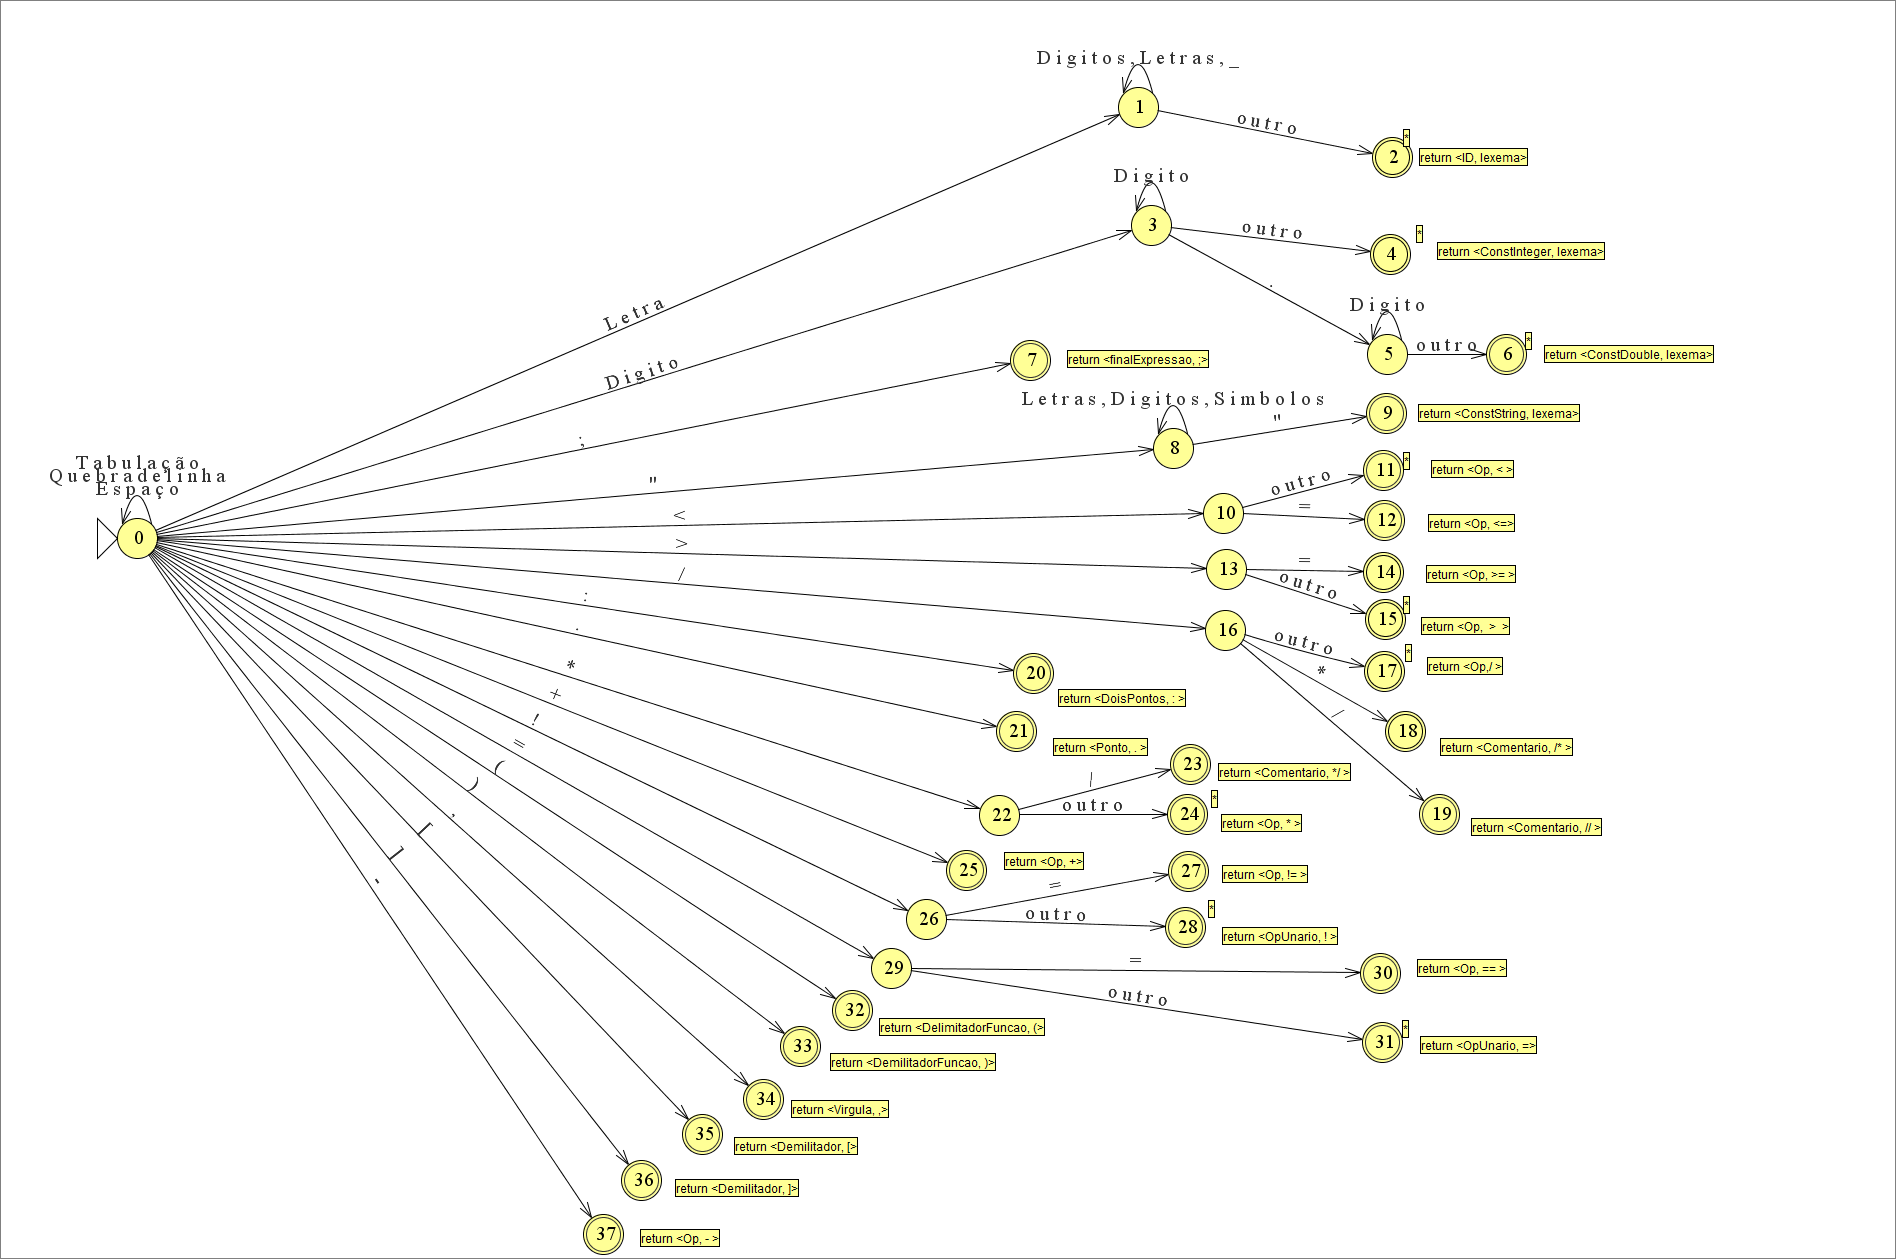 Digitos,Letras,_
1
outro
*
2
return <ID, lexema>
Digito
3
outro
*
4
return <ConstInteger, lexema>
.
Digito
5
outro
*
6
return <ConstDouble, lexema>
Letra
Digito
7
return <finalExpressao, ;>
;
Letras,Digitos,Simbolos
8
"
9
return <ConstString, lexema>
"
Tabulação
Quebradelinha
Espaço
0
<
10
outro
*
11
return <Op, < >
=
12
return <Op, <=>
>
13
=
14
return <Op, >= >
outro
*
15
return <Op, > >
/
16
outro
*
17
return <Op,/ >
*
18
return <Comentario, /* >
/
19
return <Comentario, // >
:
20
return <DoisPontos, : >
.
21
return <Ponto, . >
*
22
/
23
return <Comentario, */ >
outro
*
24
return <Op, * >
+
25
return <Op, +>
!
26
=
27
return <Op, != >
outro
*
28
return <OpUnario, ! >
=
29
=
30
return <Op, == >
outro
*
31
return <OpUnario, =>
(
32
return <DelimitadorFuncao, (>
)
33
return <DemilitadorFuncao, )>
,
34
return <Virgula, ,>
[
35
return <Demilitador, [>
]
36
return <Demilitador, ]>
-
37
return <Op, - >